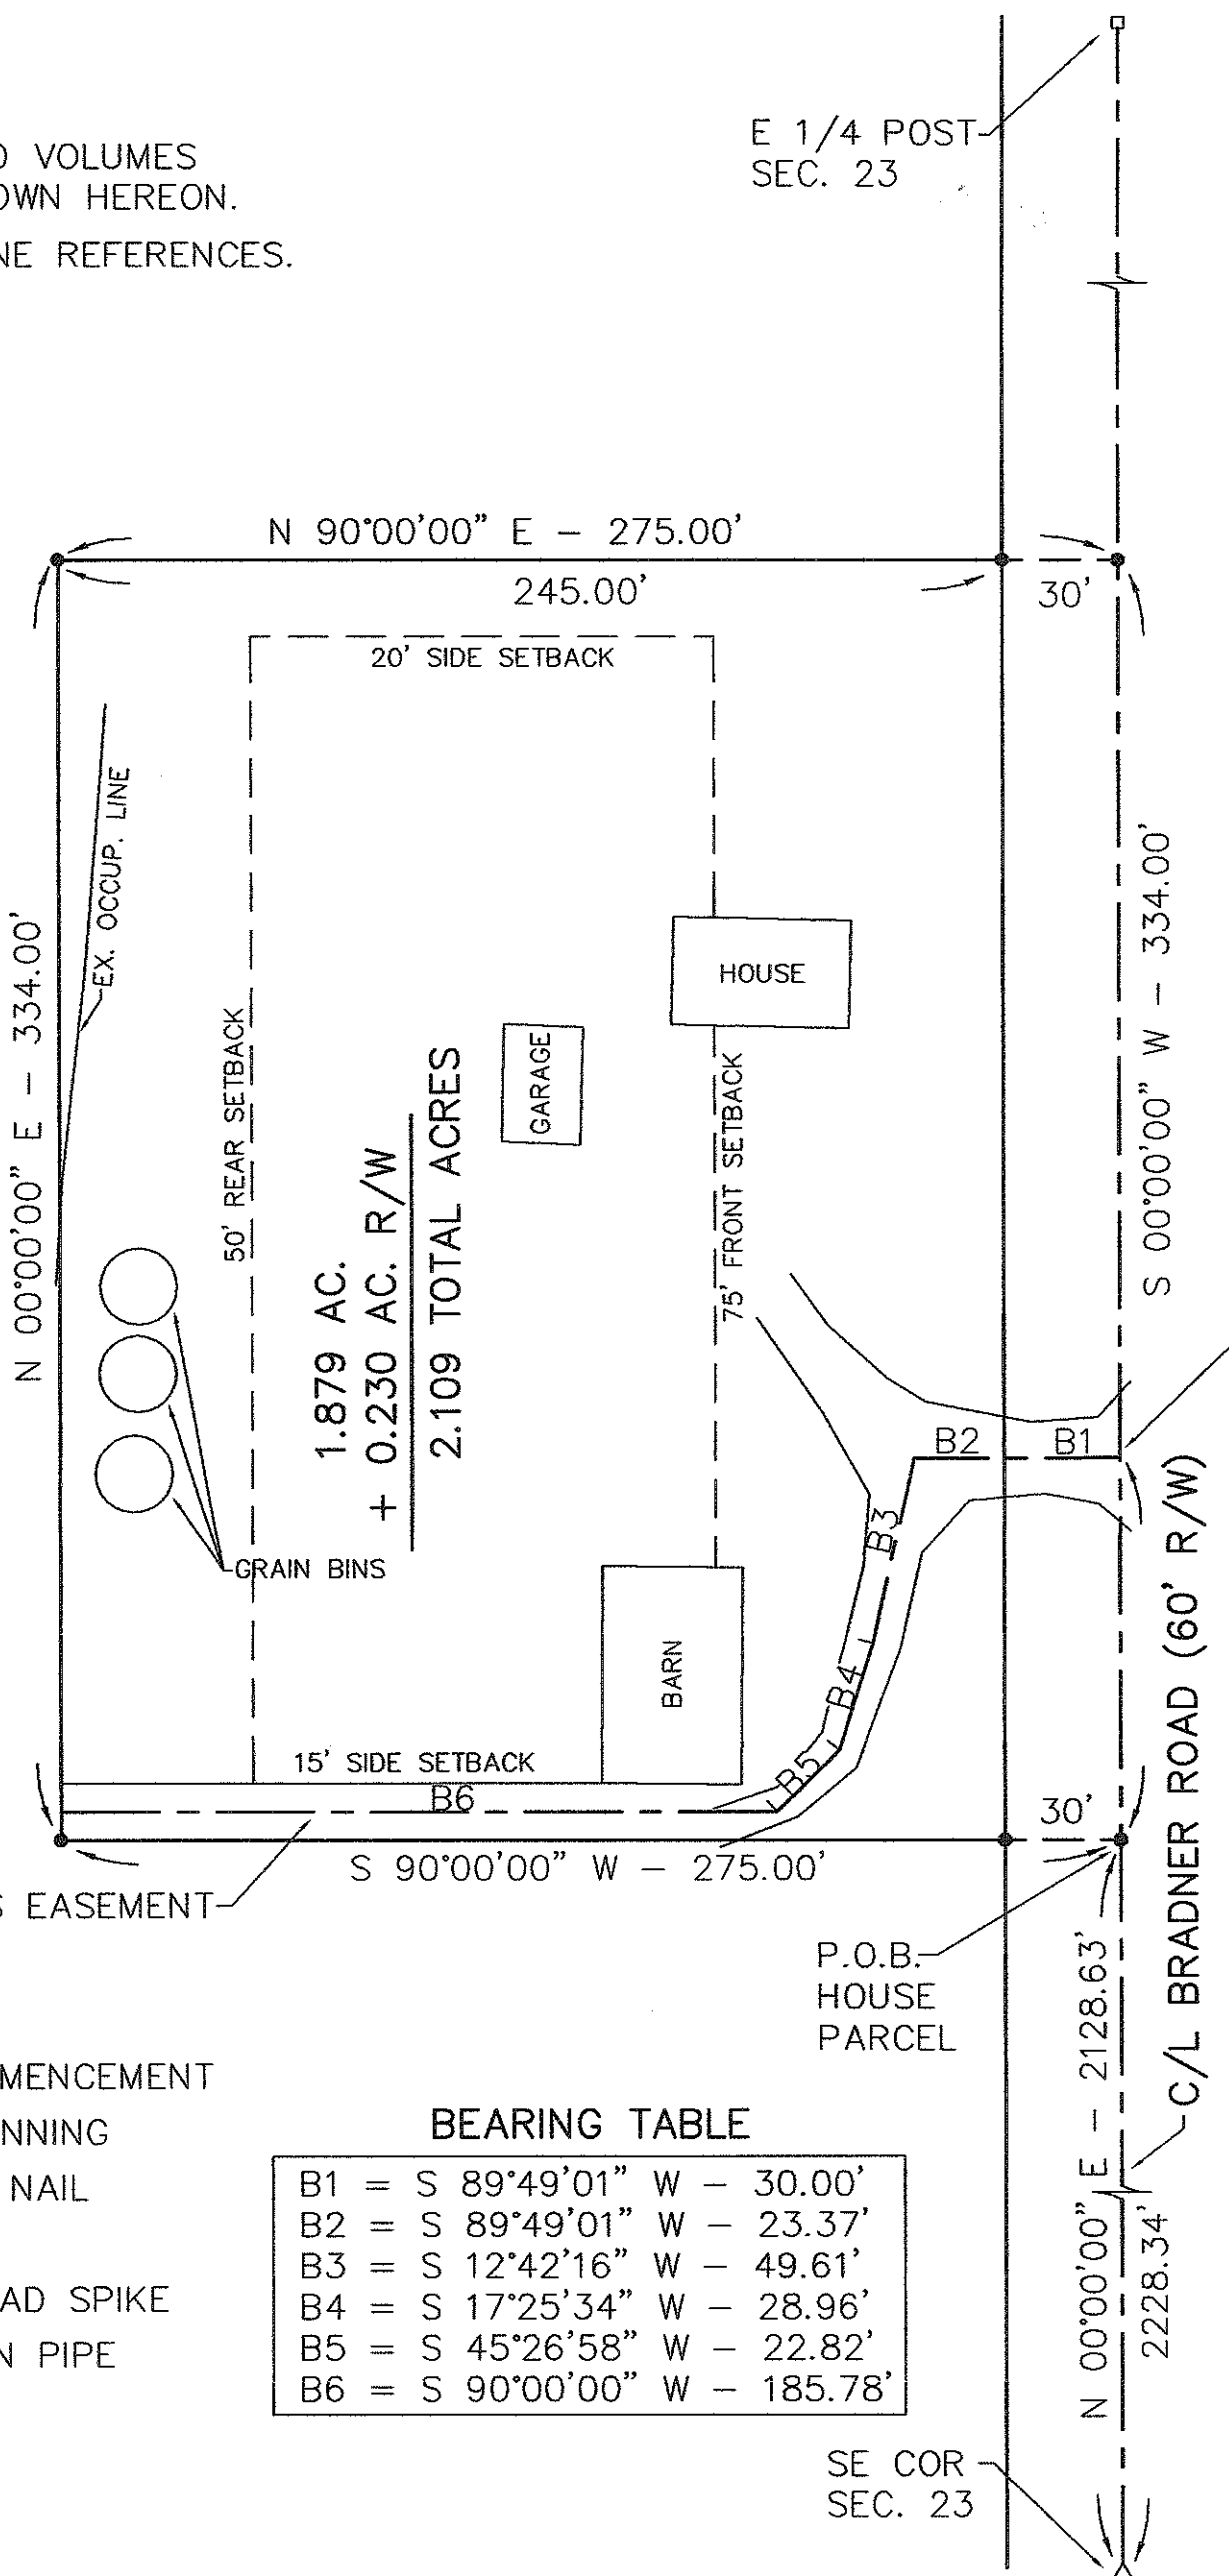 E 1/4 POST
SEC. 23
VOLUMES
HEREON.
REFERENCES.
N 90°00'00" E - 275.00'
245.00'
30'
20' SIDE SETBACK
EX. OCCUP. LINE
N 00°00'00" E - 334.00'
S 00°00'00" W - 334.00'
HOUSE
GARAGE
50' REAR SETBACK
75' FRONT SETBACK
1.879 AC.
+ 0.230 AC. R/W
2.109 TOTAL ACRES
B2
B1
B3
B4
B5
B6
GRAIN BINS
BARN
15' SIDE SETBACK
30'
S 90°00'00" W - 275.00'
S EASEMENT
P.O.B.
HOUSE
PARCEL
C/L BRADNER ROAD (60' R/W)
N 00°00'00" E - 2128.63'
2228.34'
MENCEMENT
NNING
NAIL
AD SPIKE
N PIPE
BEARING TABLE
B1 = S 89°49'01" W - 30.00'
B2 = S 89°49'01" W - 23.37'
B3 = S 12°42'16" W - 49.61'
B4 = S 17°25'34" W - 28.96'
B5 = S 45°26'58" W - 22.82'
B6 = S 90°00'00" W - 185.78'
SE COR
SEC. 23